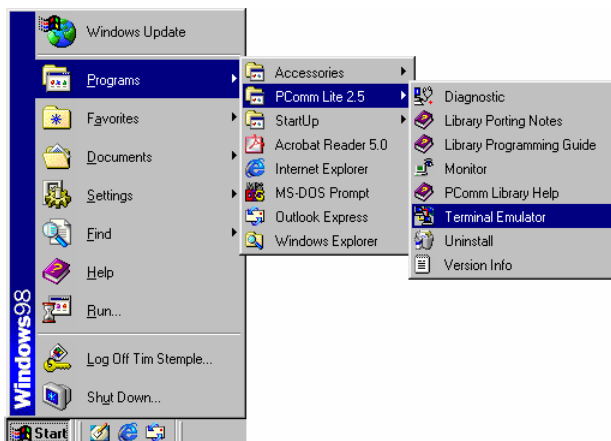 Windows Update
Programs
Favorites
Documents
Settings
Find
Help
Run...
Log Off Tim Stemple...
Shut Down...
Windows98
Start
Accessories
PComm Lite 2.5
StartUp
Acrobat Reader 5.0
Internet Explorer
MS-DOS Prompt
Outlook Express
Windows Explorer
Diagnostic
Library Porting Notes
Library Programming Guide
Monitor
PComm Library Help
Terminal Emulator
Uninstall
Version Info